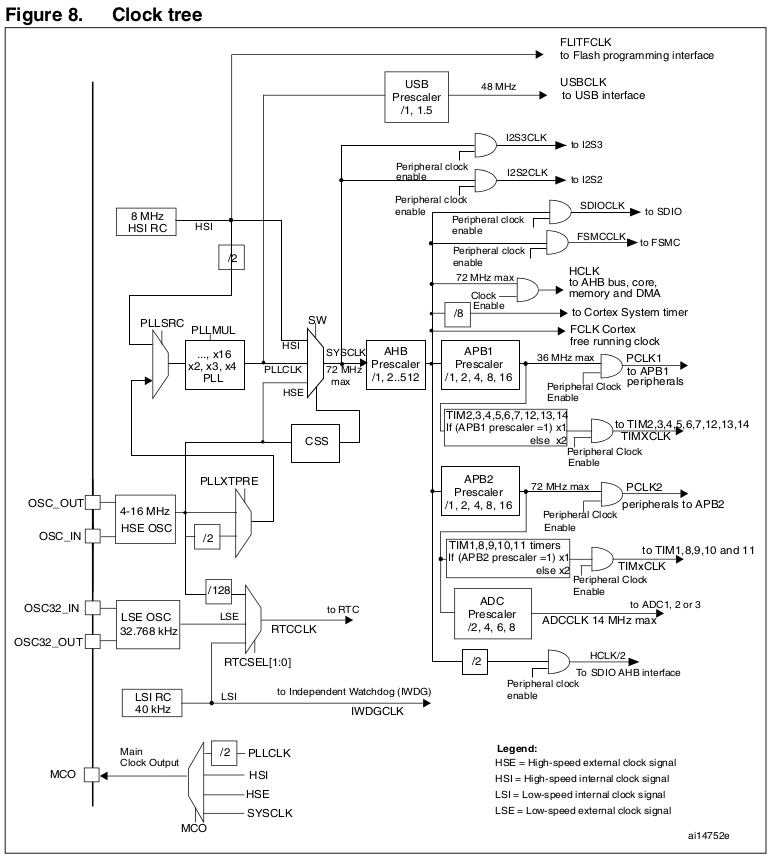 Figure 8. Clock tree
FLITFCLK
to Flash programming interface
USB
Prescaler
/1, 1.5
48 MHz
USBCLK
to USB interface
I2S3CLK
to I2S3
Peripheral clock
enable
I2S2CLK
to I2S2
Peripheral clock
enable
SDIOCLK
to SDIO
Peripheral clock
enable
FSMCCLK
to FSMC
Peripheral clock
enable
8 MHz
HSI RC
HSI
/2
72 MHz max
HCLK
to AHB bus, core,
memory and DMA
Clock
Enable
/8
to Cortex System timer
FCLK Cortex
free running clock
PLLSRC
PLLMUL
..., x16
x2, x3, x4
PLL
SW
HSI
PLLCLK
HSE
SYSCLK
72 MHz
max
AHB
Prescaler
/1, 2..512
APB1
Prescaler
/1, 2, 4, 8, 16
36 MHz max
PCLK1
to APB1
peripherals
Peripheral Clock
Enable
TIM2,3,4,5,6,7,12,13,14
If (APB1 prescaler =1) x1
else x2
to TIM2,3,4,5,6,7,12,13,14
TIMXCLK
Peripheral Clock
Enable
CSS
PLLXTPRE
OSC_OUT
OSC_IN
4-16 MHz
HSE OSC
/2
APB2
Prescaler
/1, 2, 4, 8, 16
72 MHz max
PCLK2
peripherals to APB2
Peripheral Clock
Enable
TIM1,8,9,10,11 timers
If (APB2 prescaler =1) x1
else x2
to TIM1,8,9,10 and 11
TIMxCLK
Peripheral Clock
Enable
ADC
Prescaler
/2, 4, 6, 8
to ADC1, 2 or 3
ADCCLK 14 MHz max
/128
OSC32_IN
OSC32_OUT
LSE OSC
32.768 kHz
LSE
to RTC
RTCCLK
RTCSEL[1:0]
/2
HCLK/2
To SDIO AHB interface
Peripheral clock
enable
LSI RC
40 kHz
LSI
to Independent Watchdog (IWDG)
IWDGCLK
MCO
Main
Clock Output
/2
PLLCLK
HSI
HSE
SYSCLK
MCO
Legend:
HSE = High-speed external clock signal
HSI = High-speed internal clock signal
LSI = Low-speed internal clock signal
LSE = Low-speed external clock signal
ai14752e